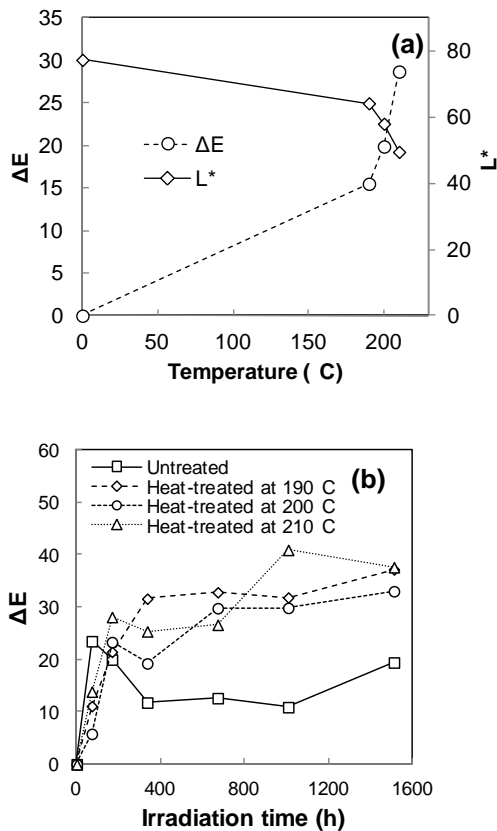 (a)
35
30
25
20
15
10
5
0
ΔE
ΔE
L*
80
60
40
20
0
L*
0 50 100 150 200
Temperature ( C)
(b)
60
50
40
30
20
10
0
ΔE
Untreated
Heat-treated at 190 C
Heat-treated at 200 C
Heat-treated at 210 C
0 400 800 1200 1600
Irradiation time (h)